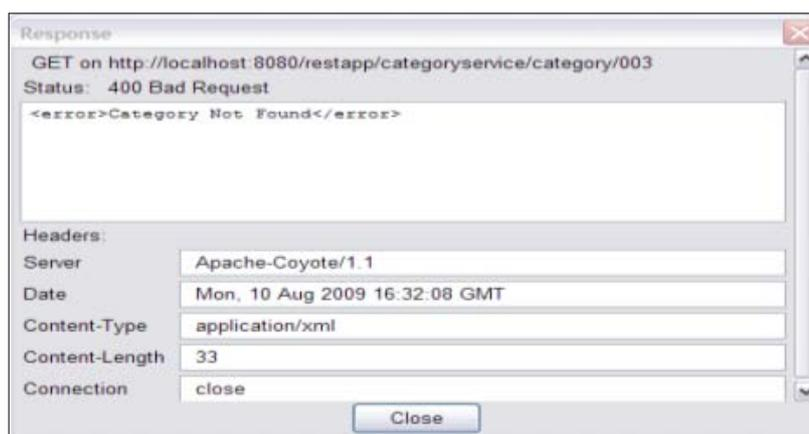 Response
GET on http://localhost:8080/restapp/categoryservice/category/003
Status: 400 Bad Request
<error>Category Not Found</error>
Headers:
Server Apache-Coyote/1.1
Date Mon, 10 Aug 2009 16:32:08 GMT
Content-Type application/xml
Content-Length 33
Connection close
Close